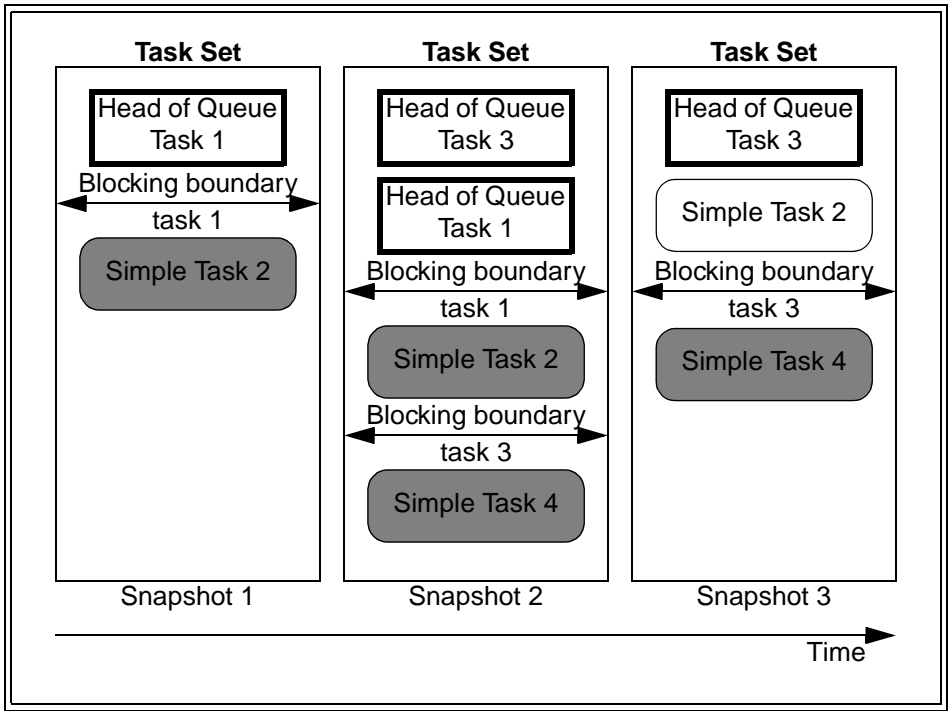 Task Set
Head of Queue
Task 1
Blocking boundary
task 1
Simple Task 2
Snapshot 1
Task Set
Head of Queue
Task 3
Head of Queue
Task 1
Blocking boundary
task 1
Simple Task 2
Blocking boundary
task 3
Simple Task 4
Snapshot 2
Task Set
Head of Queue
Task 3
Simple Task 2
Blocking boundary
task 3
Simple Task 4
Snapshot 3
Time